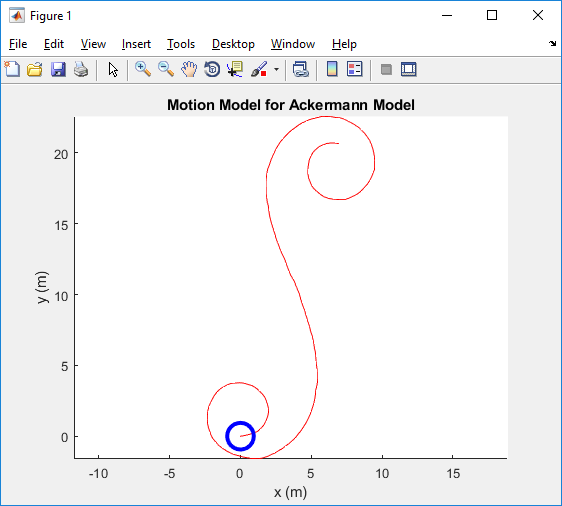 Figure 1
File Edit View Insert Tools Desktop Window Help
Motion Model for Ackermann Model
20
15
10
5
0
y (m)
-10 -5 0 5 10 15
x (m)